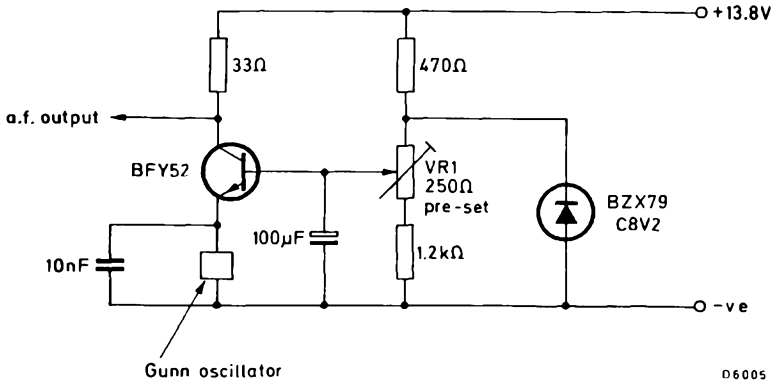 +13.8V
33Ω
470Ω
a.f. output
BFY52
VR1
250Ω
pre-set
BZX79
C8V2
100µF
10nF
1.2kΩ
-ve
Gunn oscillator
D6005